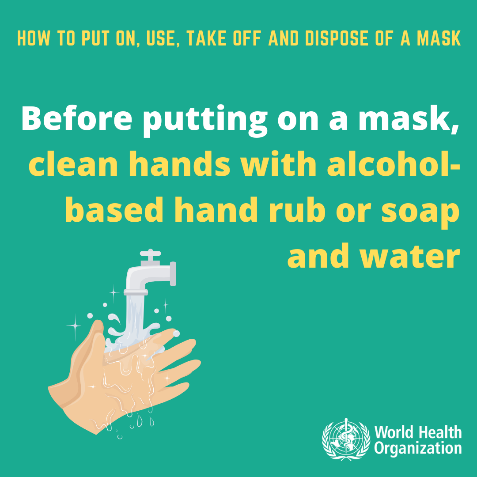 HOW TO PUT ON, USE, TAKE OFF AND DISPOSE OF A MASK
Before putting on a mask,
clean hands with alcohol-
based hand rub or soap
and water
World Health
Organization